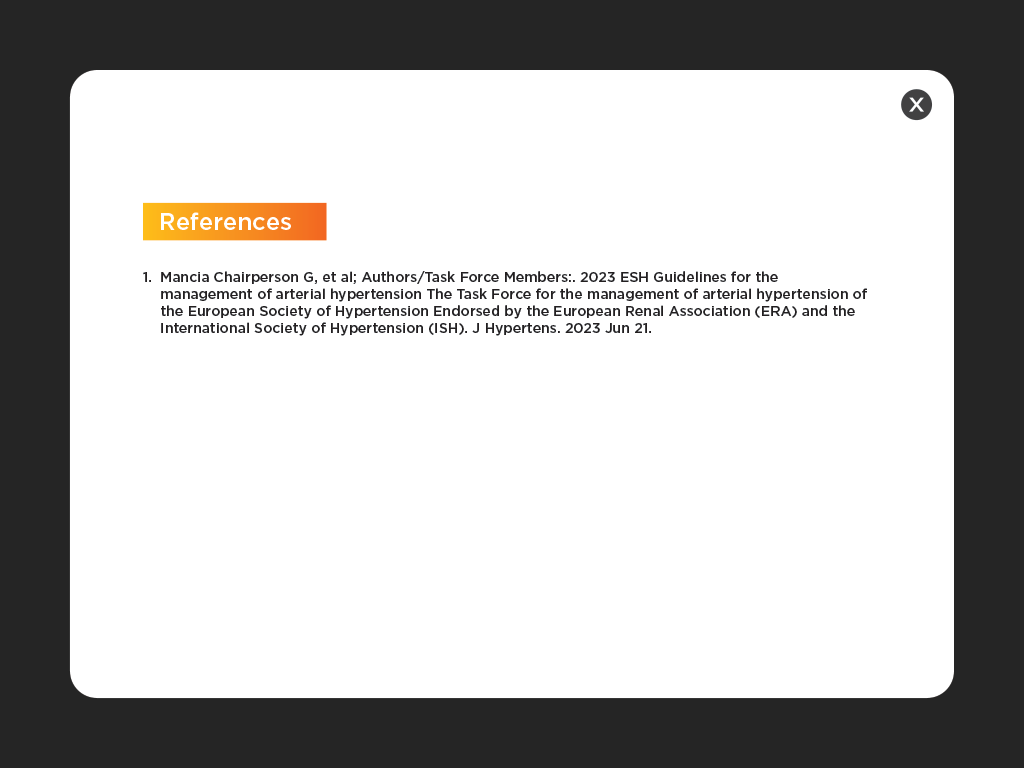 X
References
1. Mancia Chairperson G, et al; Authors/Task Force Members:. 2023 ESH Guidelines for the
management of arterial hypertension The Task Force for the management of arterial hypertension of
the European Society of Hypertension Endorsed by the European Renal Association (ERA) and the
International Society of Hypertension (ISH). J Hypertens. 2023 Jun 21.